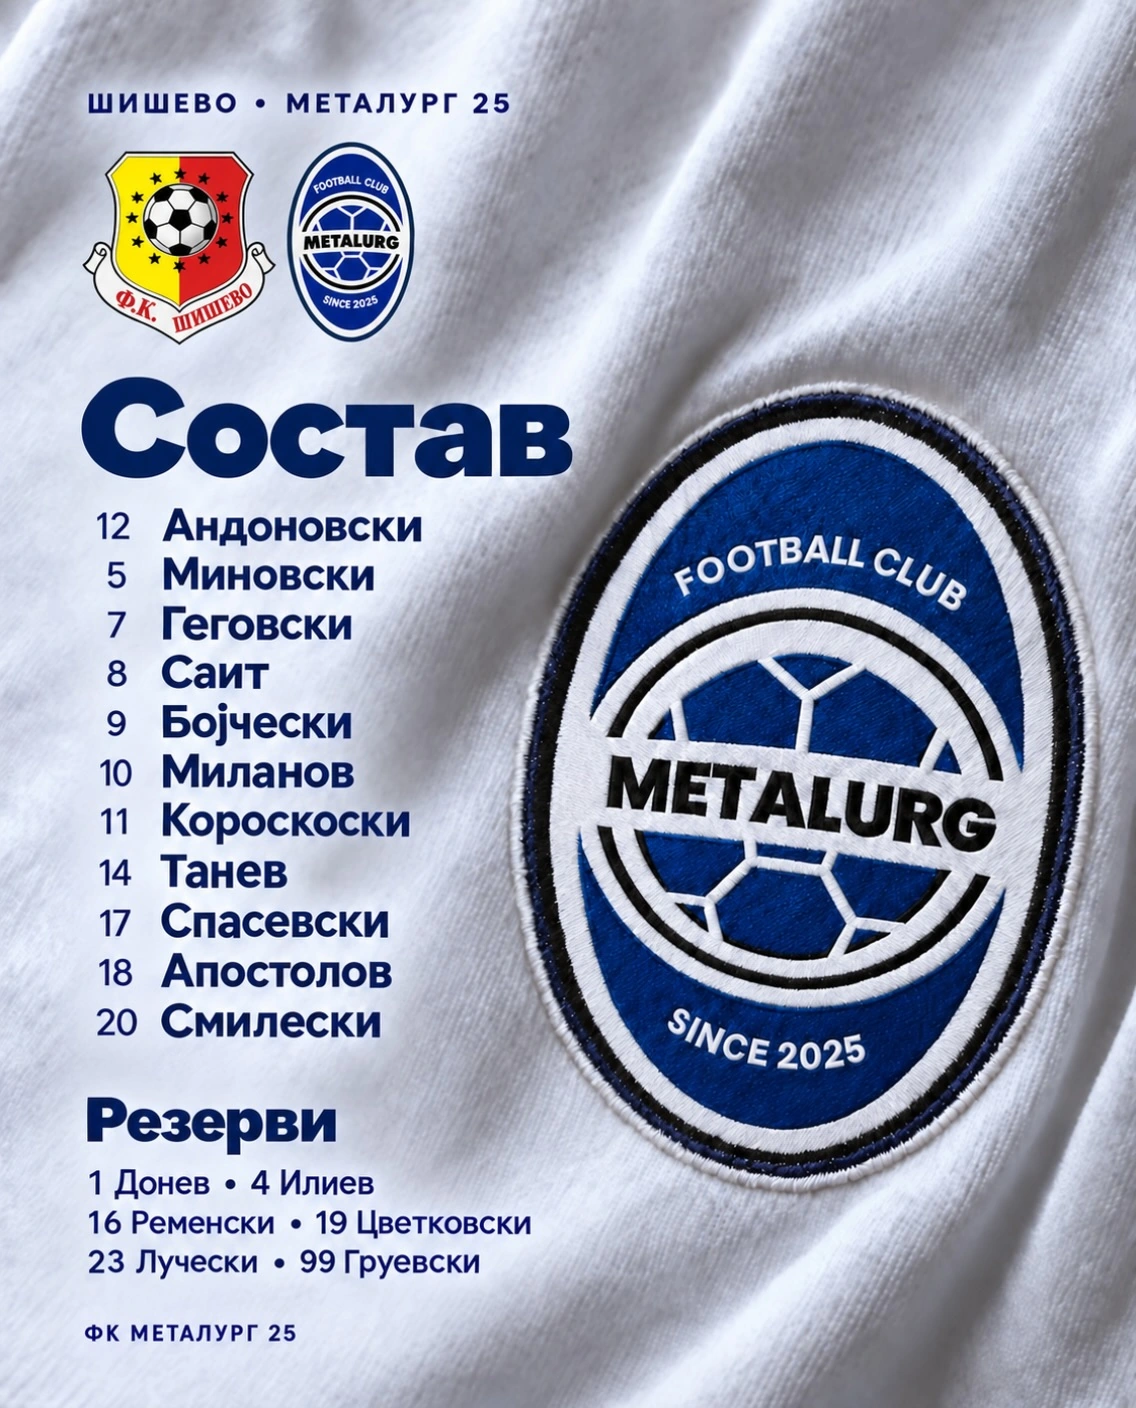 ШИШЕВО • МЕТАЛУРГ 25
Ф.К. ШИШЕВО
FOOTBALL CLUB
METALURG
SINCE 2025
Состав
12 Андоновски
5 Миновски
7 Геговски
8 Саит
9 Бојчески
10 Миланов
11 Короскоски
14 Танев
17 Спасевски
18 Апостолов
20 Смилески
FOOTBALL CLUB
METALURG
SINCE 2025
Резерви
1 Донев • 4 Илиев
16 Ременски • 19 Цветковски
23 Лучески • 99 Груевски
ФК МЕТАЛУРГ 25